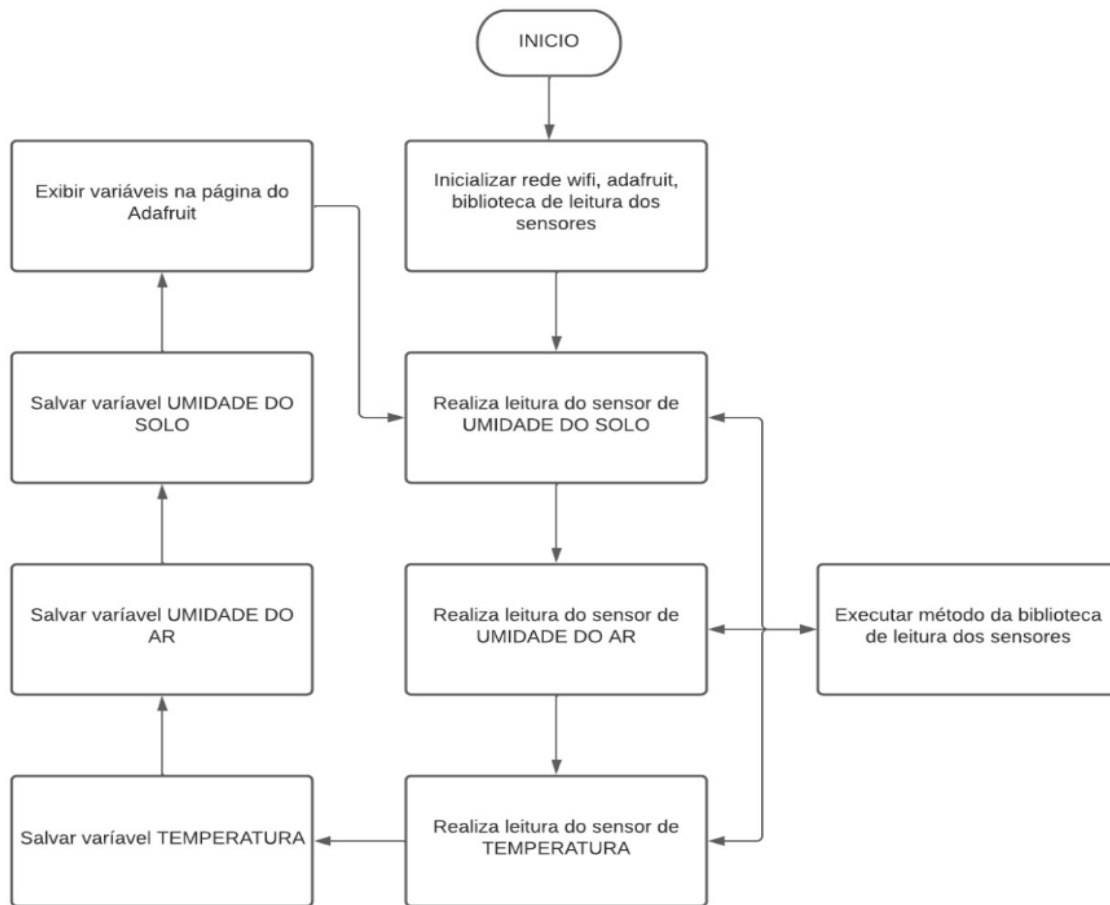 INICIO
Inicializar rede wifi, adafruit,
biblioteca de leitura dos
sensores
Realiza leitura do sensor de
UMIDADE DO SOLO
Realiza leitura do sensor de
UMIDADE DO AR
Executar método da biblioteca
de leitura dos sensores
Realiza leitura do sensor de
TEMPERATURA
Salvar varíavel TEMPERATURA
Salvar varíavel UMIDADE DO
AR
Salvar varíavel UMIDADE DO
SOLO
Exibir variáveis na página do
Adafruit